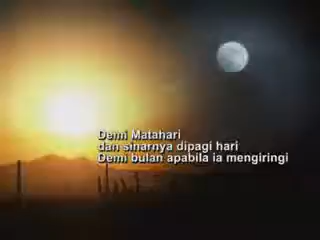 Demi Matahari
dan sinarnya dipagi hari
Demi bulan apabila ia mengiringi